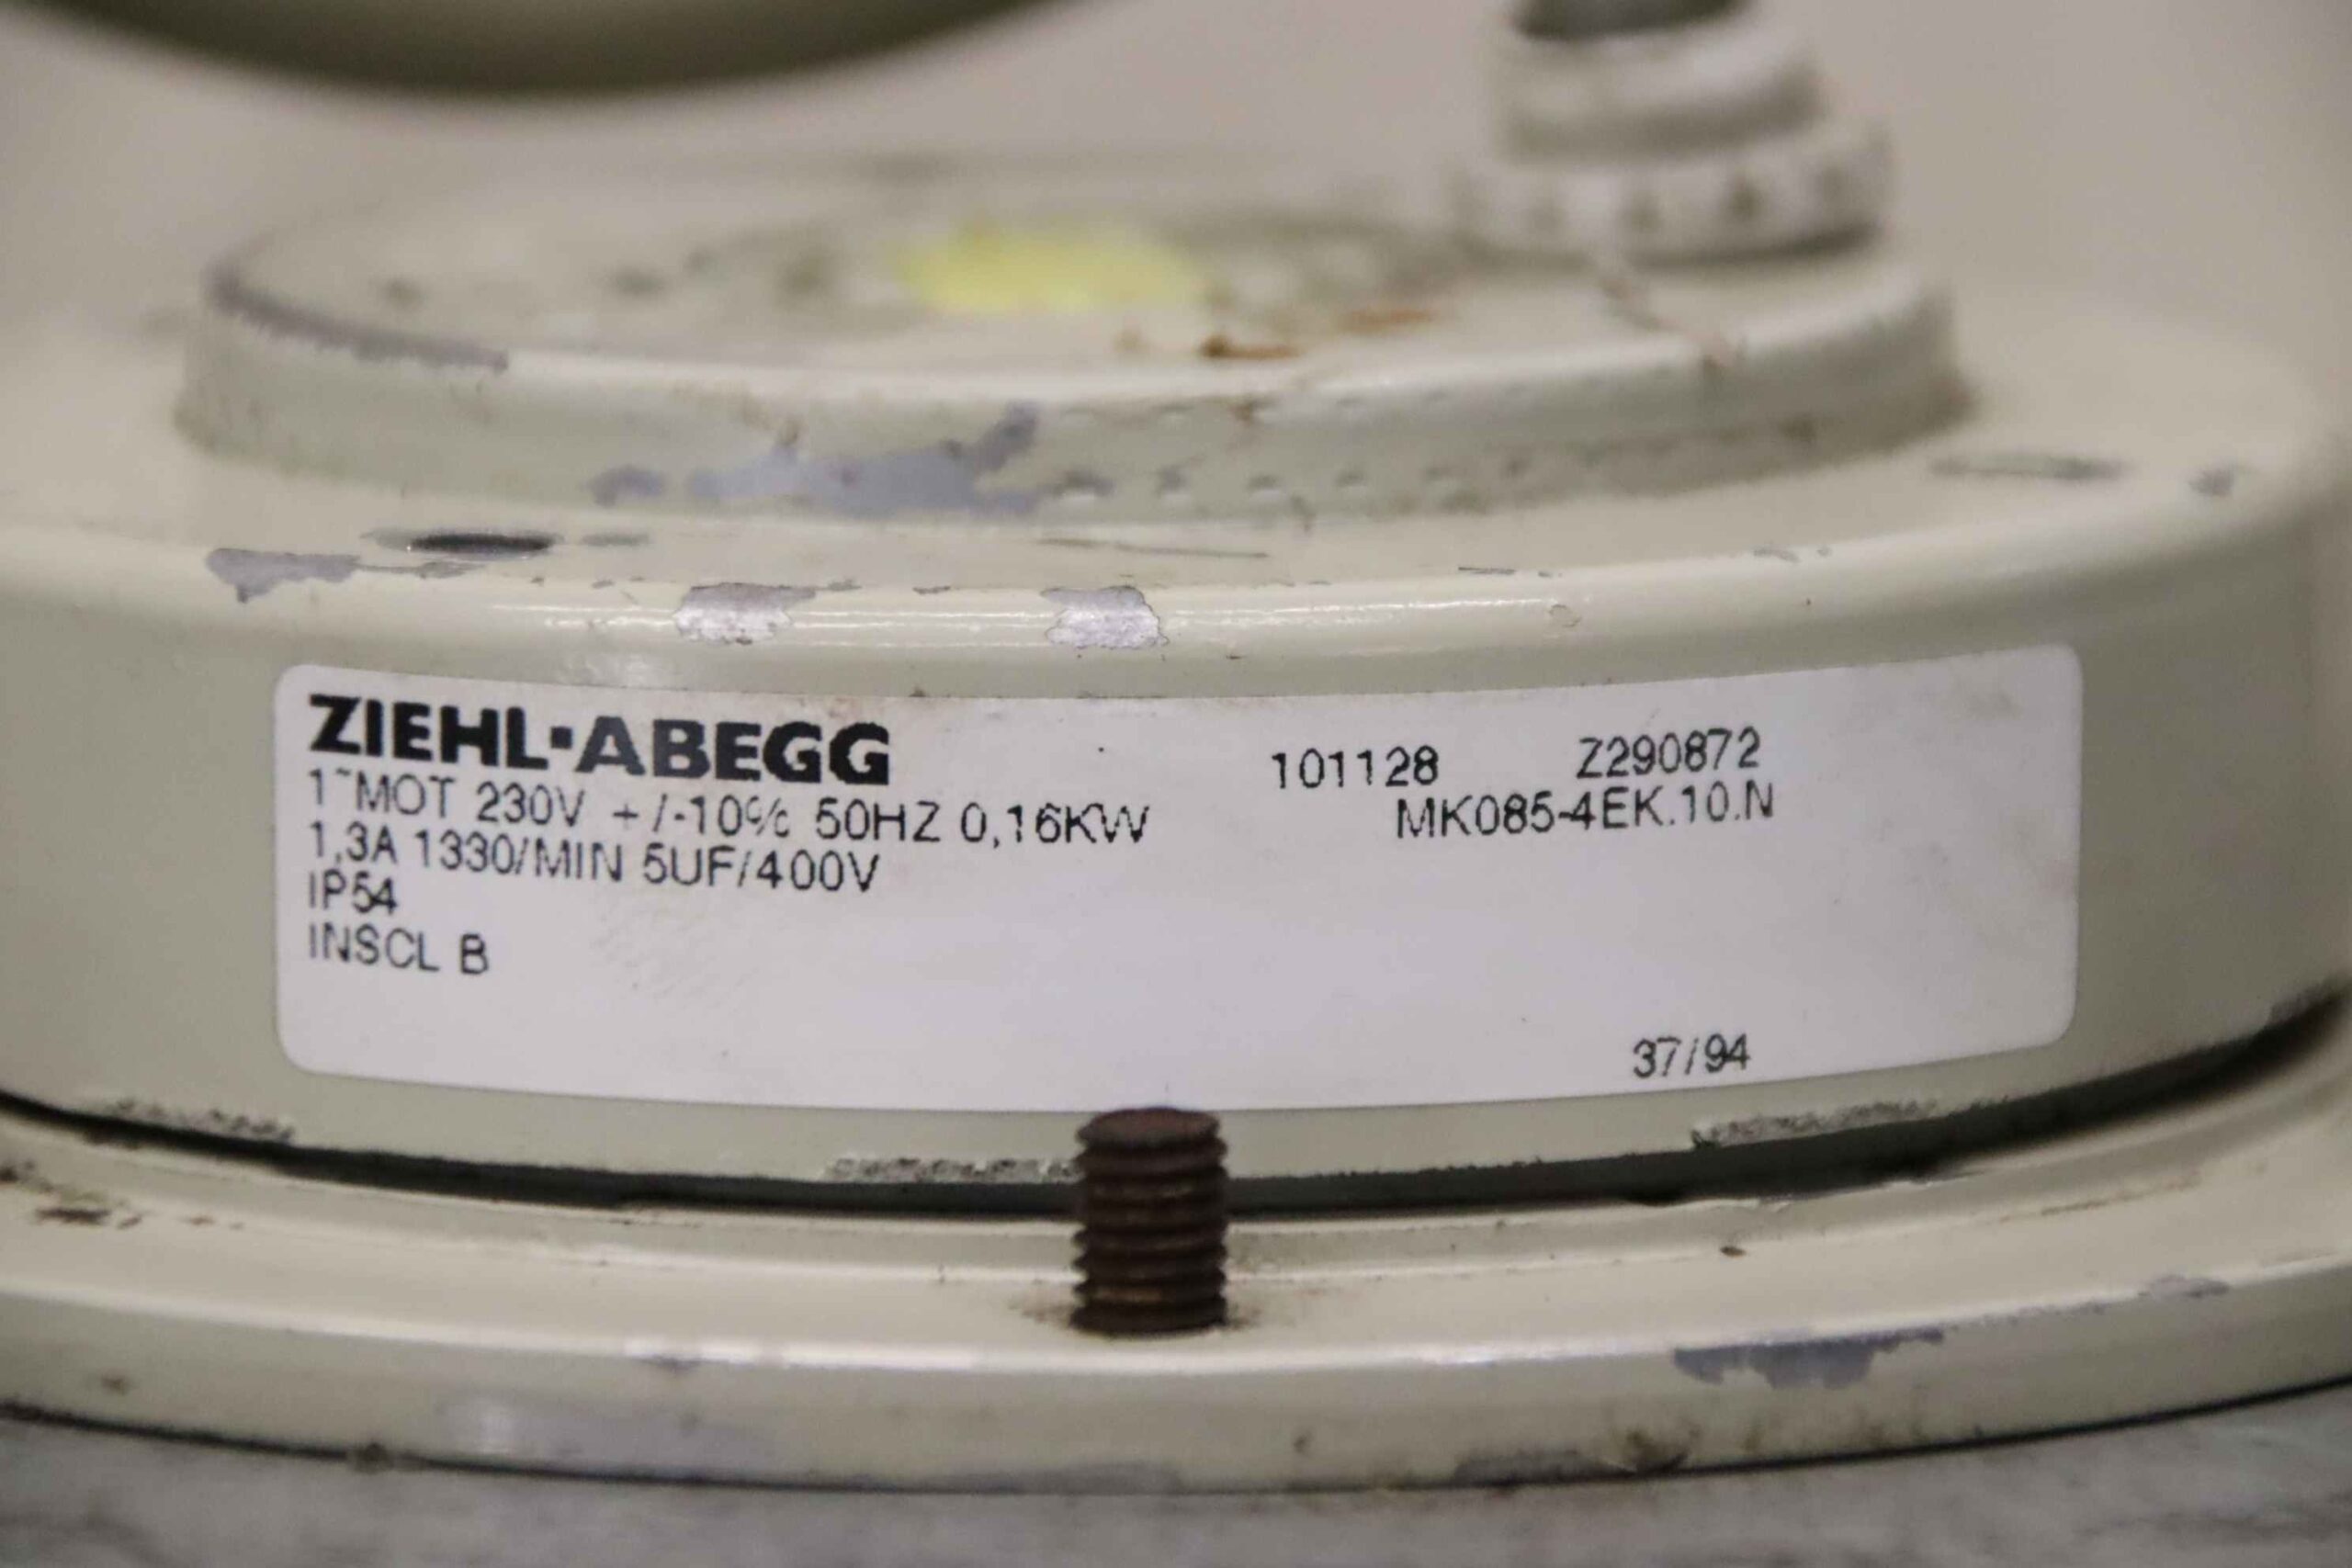 ZIEHL-ABEGG
101128 Z290872
1~MOT 230V +/-10% 50HZ 0,16KW MK085-4EK.10.N
1,3A 1330/MIN 5UF/400V
IP54
INSCL B
37/94